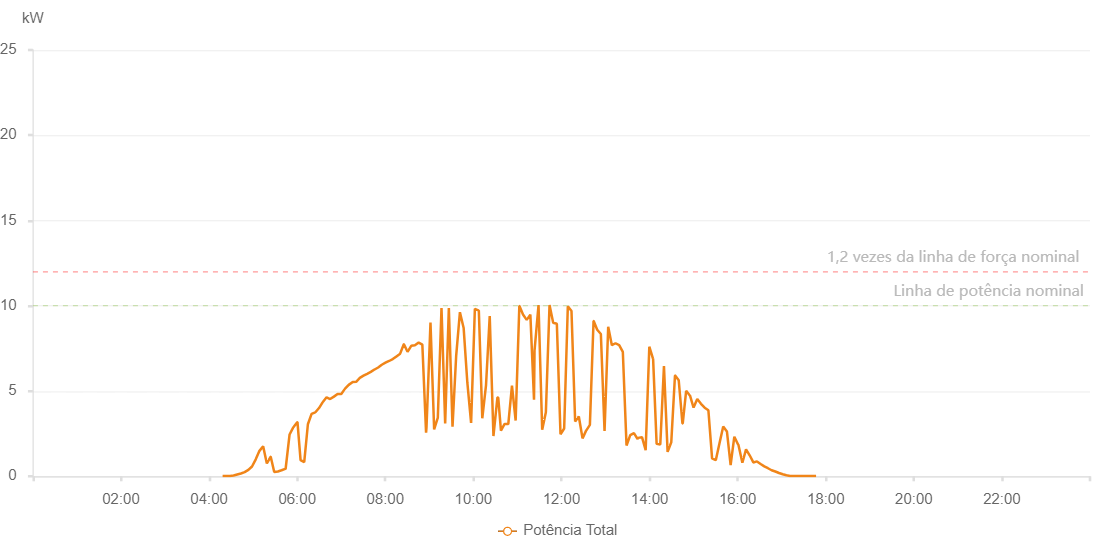 kW
25
20
15
1,2 vezes da linha de força nominal
Linha de potência nominal
10
5
0
02:00 04:00 06:00 08:00 10:00 12:00 14:00 16:00 18:00 20:00 22:00
Potência Total